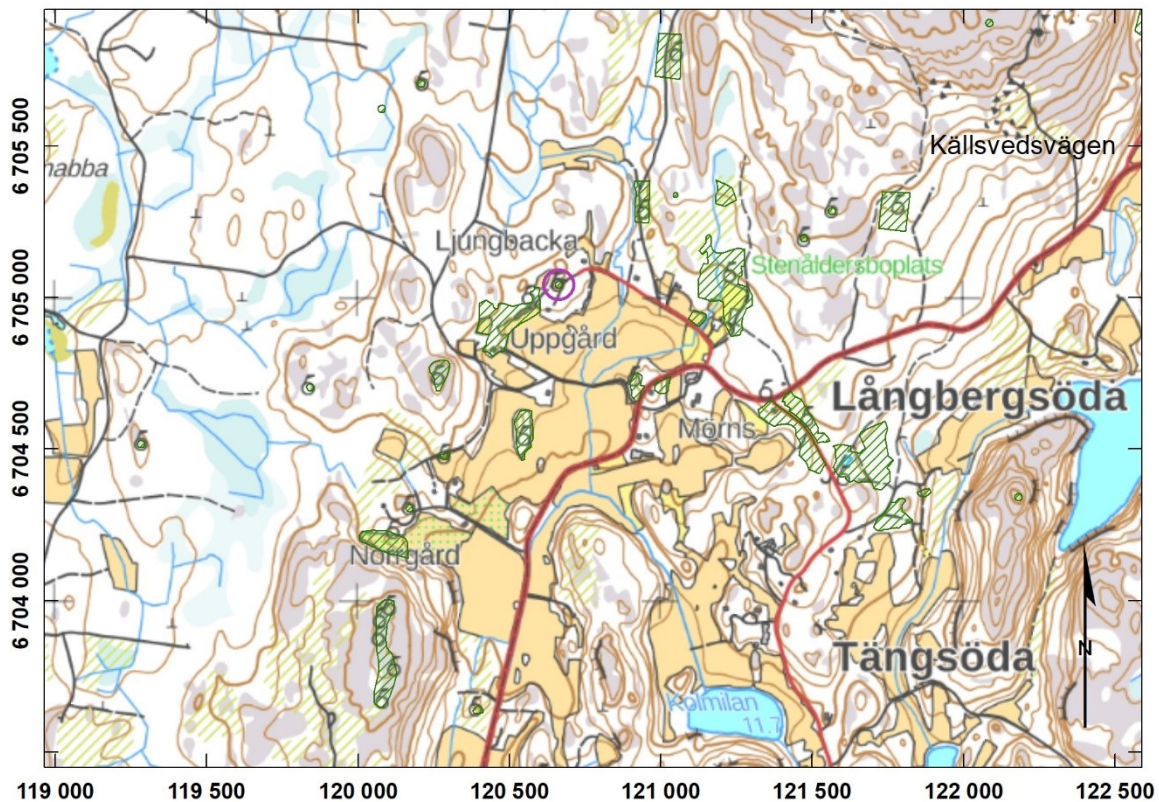 6 705 500
6 705 000
6 704 500
6 704 000
Källsvedsvägen
Ljungbacka
Stenåldersboplats
Uppgård
Långbergsöda
Mörns
Norrgård
Tängsöda
Kolmilan
11.7
N
119 000 119 500 120 000 120 500 121 000 121 500 122 000 122 500